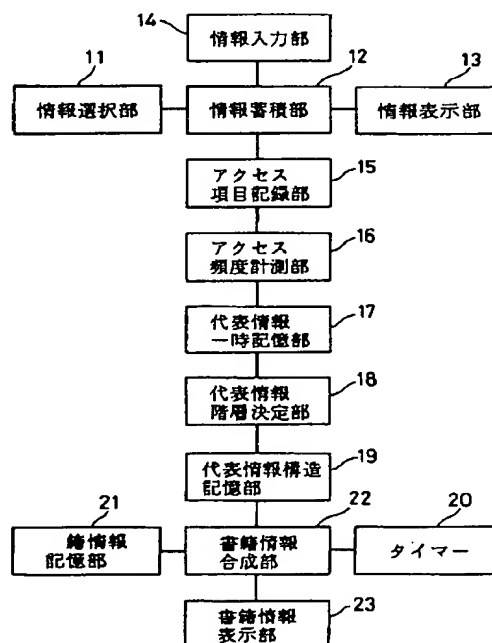 14
情報入力部
11
12
13
情報選択部
情報蓄積部
情報表示部
15
アクセス
項目記録部
16
アクセス
頻度計測部
17
代表情報
一時記憶部
18
代表情報
階層決定部
19
代表情報構造
記憶部
21
22
20
籍情報
記憶部
書籍情報
合成部
タイマー
23
書籍情報
表示部